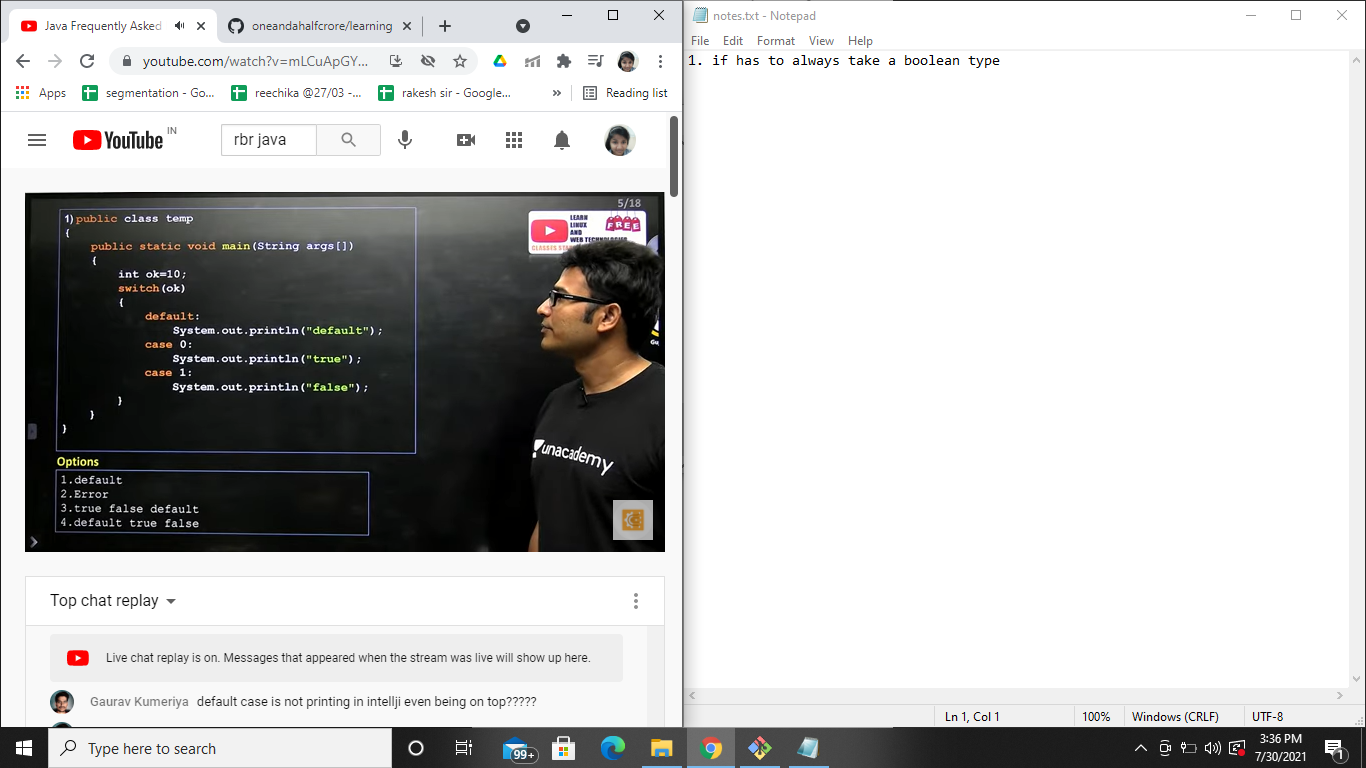 Java Frequently Asked
oneandahalfcrore/learning
youtube.com/watch?v=mLCuApGY...
Apps
segmentation - Go...
reechika @27/03 -...
rakesh sir - Google...
»
Reading list
YouTube IN
rbr java
5/18
LEARN
LINUX
AND
WEB TECHNOLOGIES
FREE
1)public class temp
{
public static void main(String args[])
{
int ok=10;
switch(ok)
{
default:
System.out.println("default");
case 0:
System.out.println("true");
case 1:
System.out.println("false");
}
}
}
Options
1.default
2.Error
3.true false default
4.default true false
unacademy
Top chat replay
Live chat replay is on. Messages that appeared when the stream was live will show up here.
Gaurav Kumeriya default case is not printing in intellji even being on top?????
notes.txt - Notepad
File Edit Format View Help
1. if has to always take a boolean type
Ln 1, Col 1
100%
Windows (CRLF)
UTF-8
Type here to search
99+
3:36 PM
7/30/2021
1